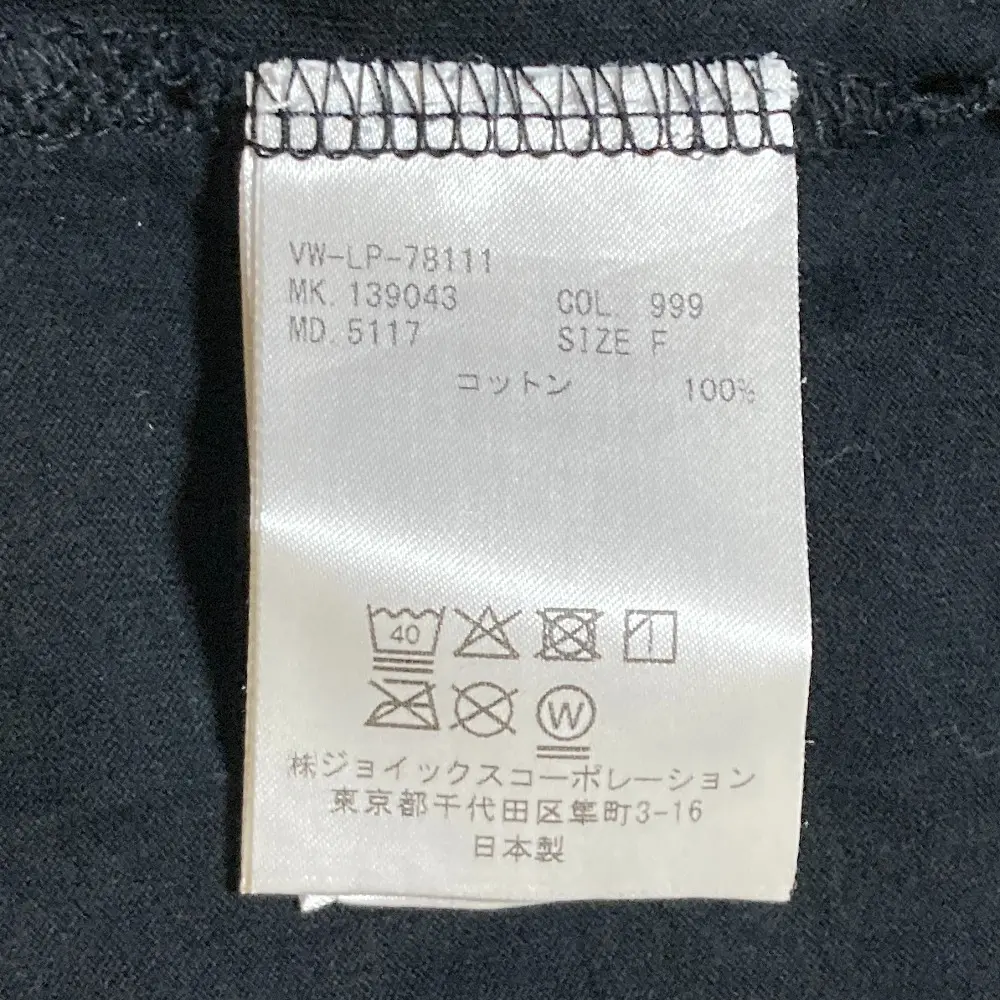 VW-LP-78111
MK. 139043 COL. 999
MD. 5117 SIZE F
コットン 100%
40
W
株ジョイックスコーポレーション
東京都千代田区隼町3-16
日本製